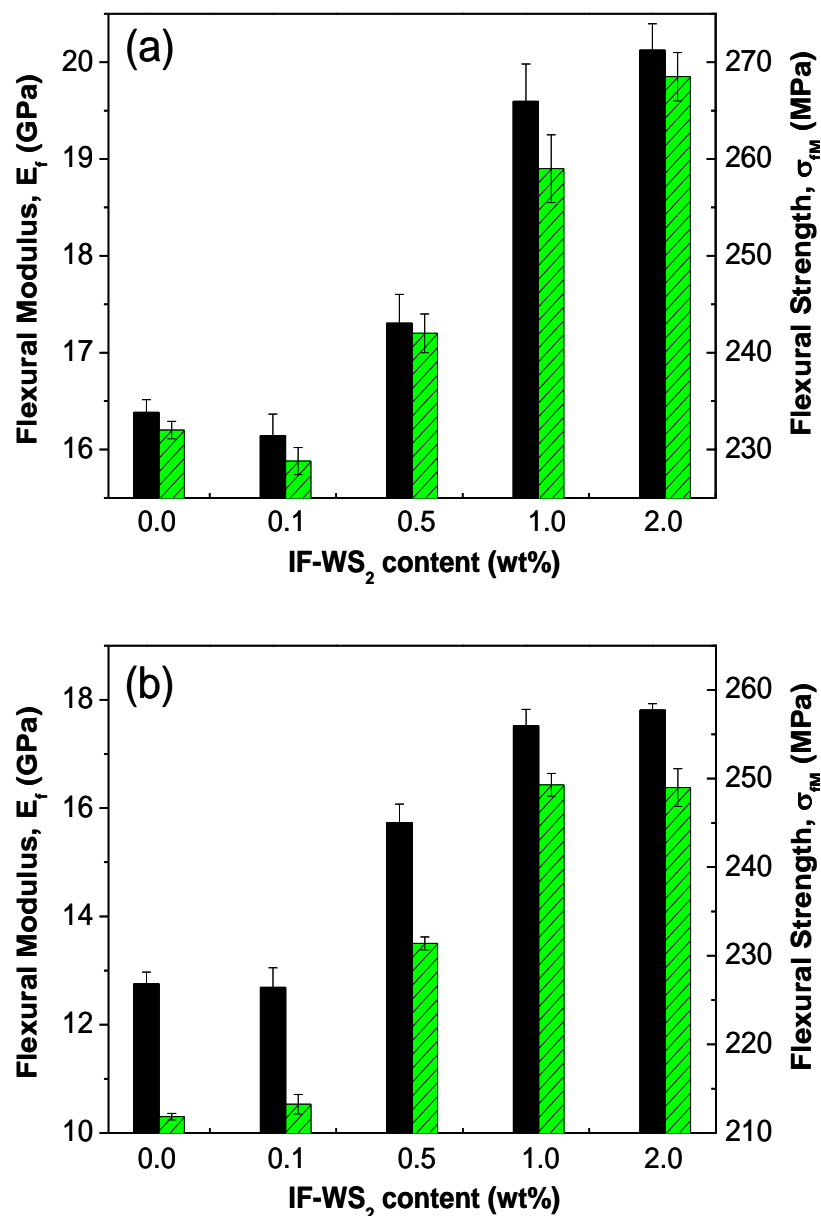 (a)
Flexural Modulus, E_f (GPa)
20
19
18
17
16
270
260
250
240
230
Flexural Strength, σ_fM (MPa)
0.0 0.1 0.5 1.0 2.0
IF-WS₂ content (wt%)
(b)
Flexural Modulus, E_f (GPa)
18
16
14
12
10
260
250
240
230
220
210
Flexural Strength, σ_fM (MPa)
0.0 0.1 0.5 1.0 2.0
IF-WS₂ content (wt%)